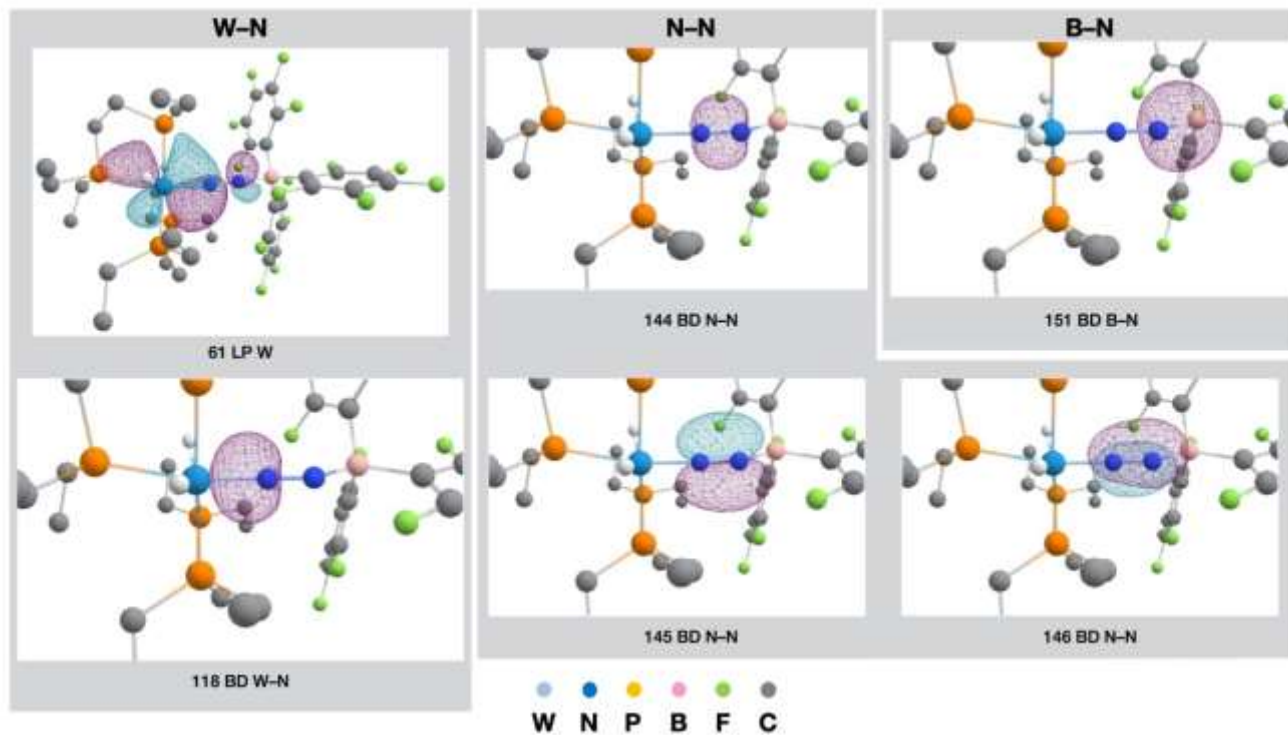 W–N
N–N
B–N
61 LP W
144 BD N–N
151 BD B–N
118 BD W–N
145 BD N–N
146 BD N–N
W N P B F C